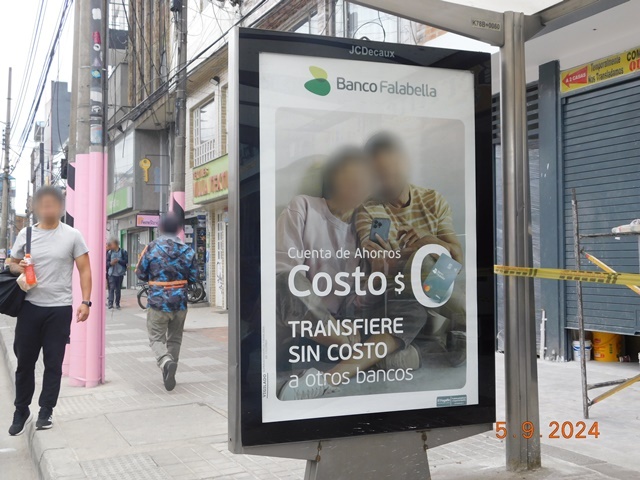 JCDecaux
Banco Falabella
Cuenta de Ahorros
Costo $0
TRANSFIERE
SIN COSTO
a otros bancos
5.9.2024